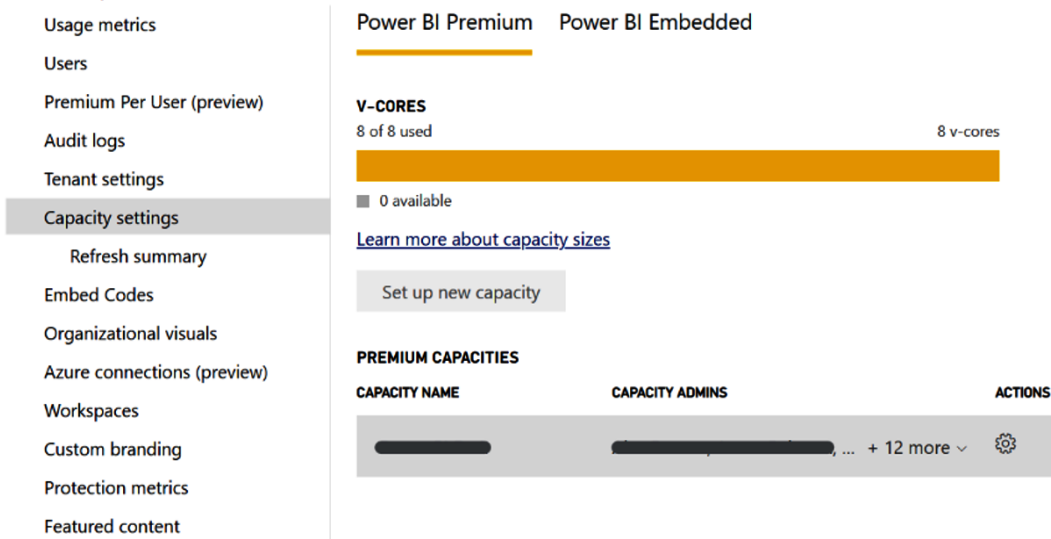 Usage metrics
Users
Premium Per User (preview)
Audit logs
Tenant settings
Capacity settings
Refresh summary
Embed Codes
Organizational visuals
Azure connections (preview)
Workspaces
Custom branding
Protection metrics
Featured content
Power BI Premium Power BI Embedded
V-CORES
8 of 8 used 8 v-cores
0 available
Learn more about capacity sizes
Set up new capacity
PREMIUM CAPACITIES
CAPACITY NAME CAPACITY ADMINS ACTIONS
, ... + 12 more